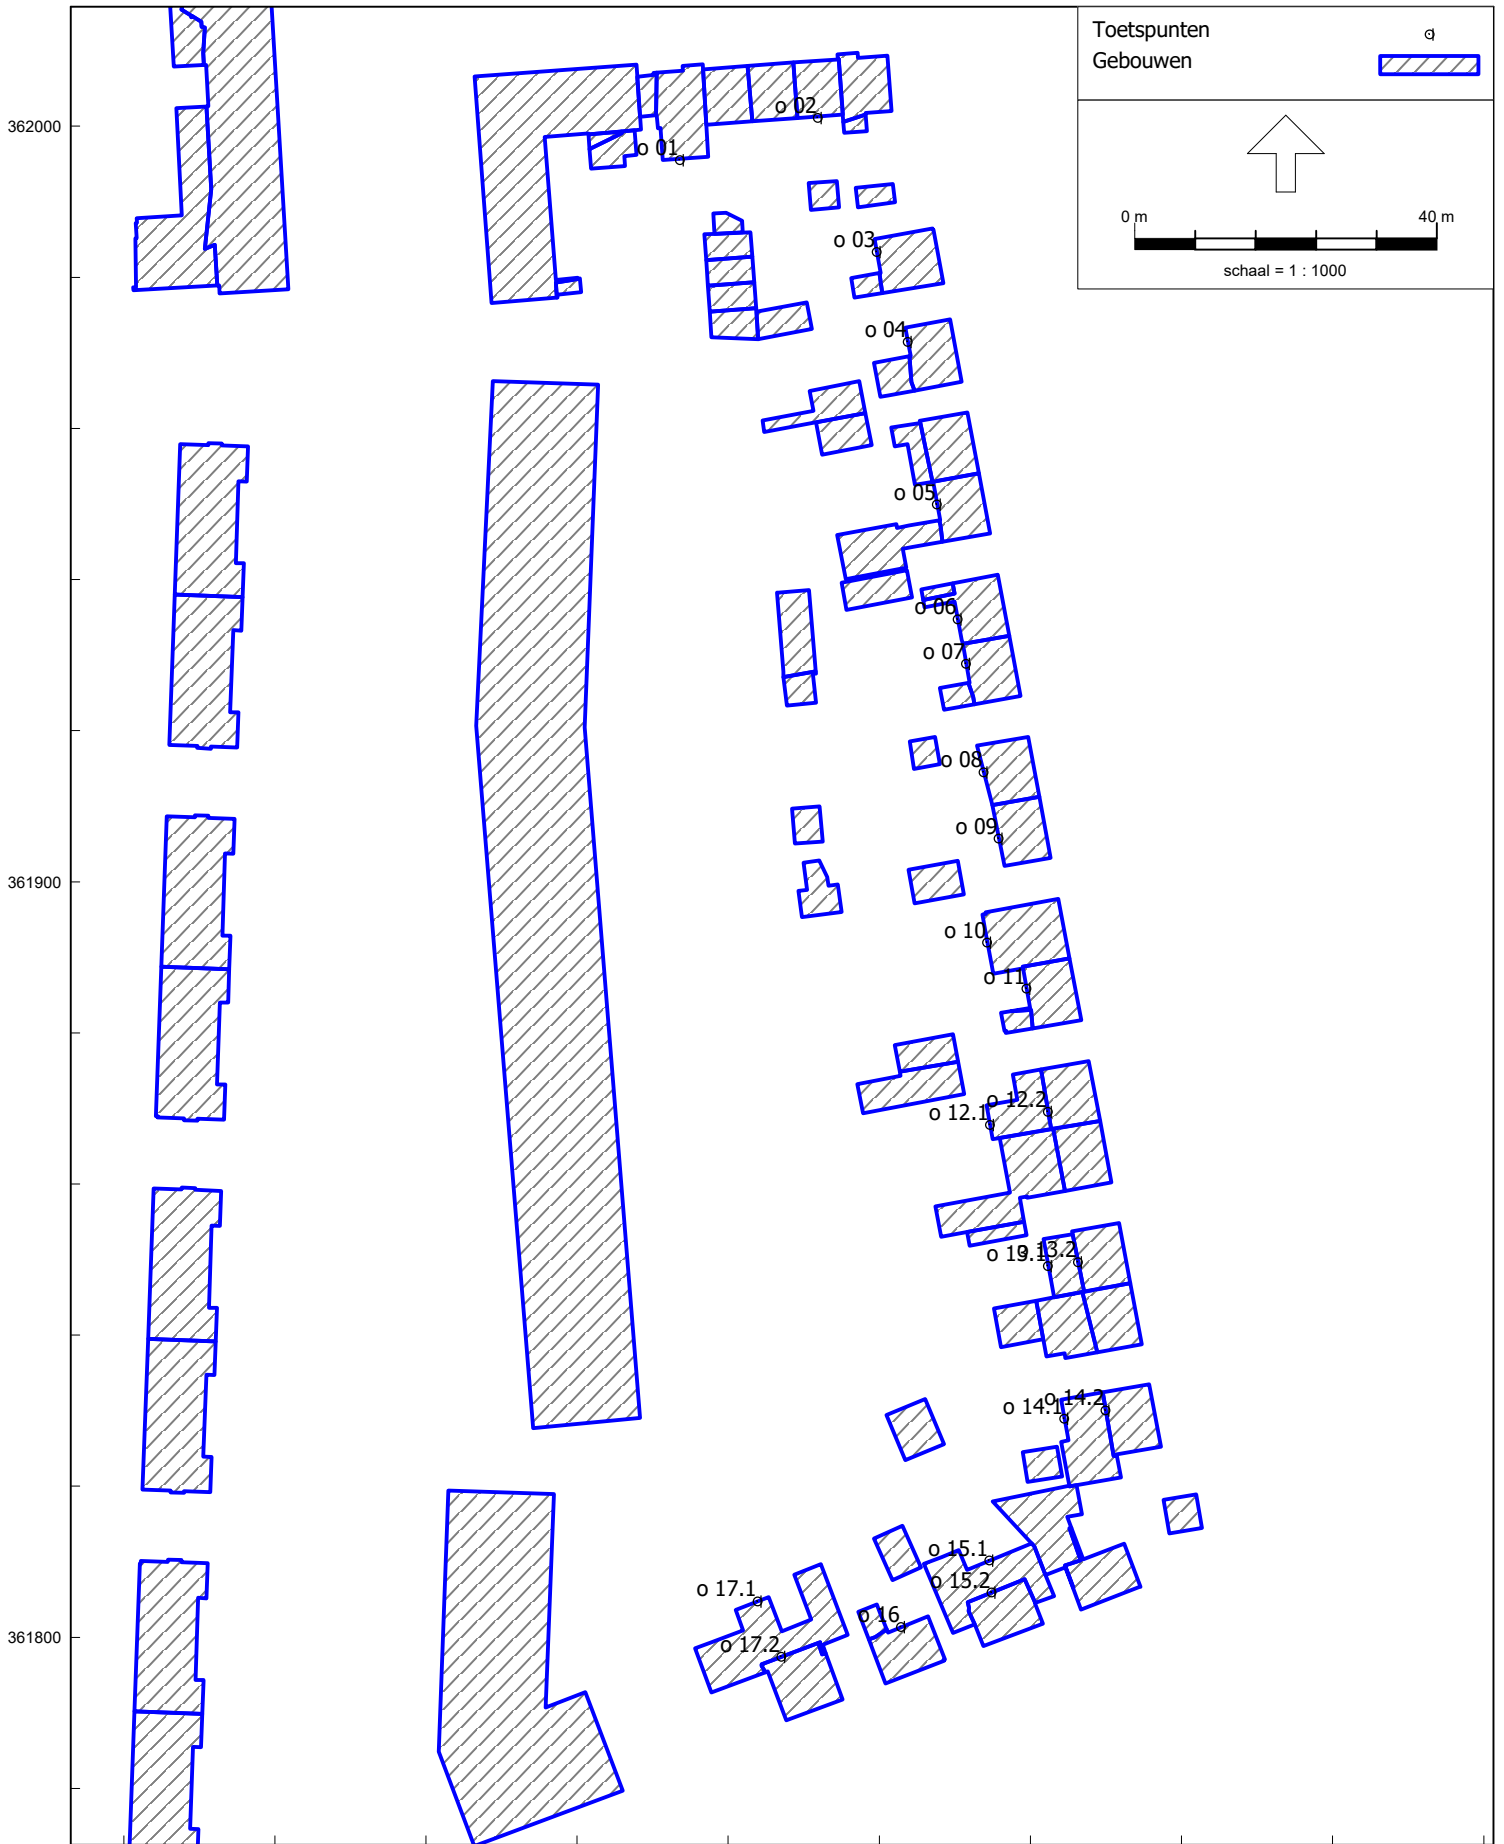 Toetspunten
Gebouwen
0 m 40 m
schaal = 1 : 1000
362000
361900
361800
o 02
o 01
o 03
o 04
o 05
o 06
o 07
o 08
o 09
o 10
o 11
o 12.2
o 12.1
o 13.2
o 13.1
o 14.2
o 14.1
o 15.1
o 15.2
o 17.1
o 16
o 17.2